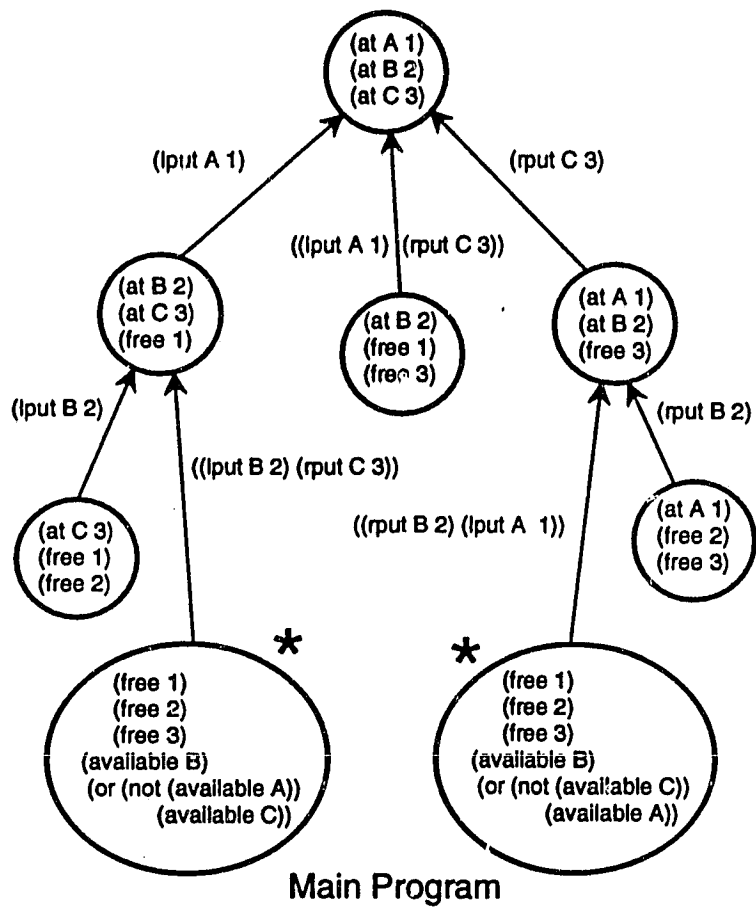 (at A 1)
(at B 2)
(at C 3)
(lput A 1)
(rput C 3)
((lput A 1) (rput C 3))
(at B 2)
(at C 3)
(free 1)
(at B 2)
(free 1)
(free 3)
(at A 1)
(at B 2)
(free 3)
(lput B 2)
(rput B 2)
((lput B 2) (rput C 3))
((rput B 2) (lput A 1))
(at C 3)
(free 1)
(free 2)
(at A 1)
(free 2)
(free 3)
*
*
(free 1)
(free 2)
(free 3)
(available B)
(or (not (available A))
(available C))
(free 1)
(free 2)
(free 3)
(available B)
(or (not (available C))
(available A))
Main Program